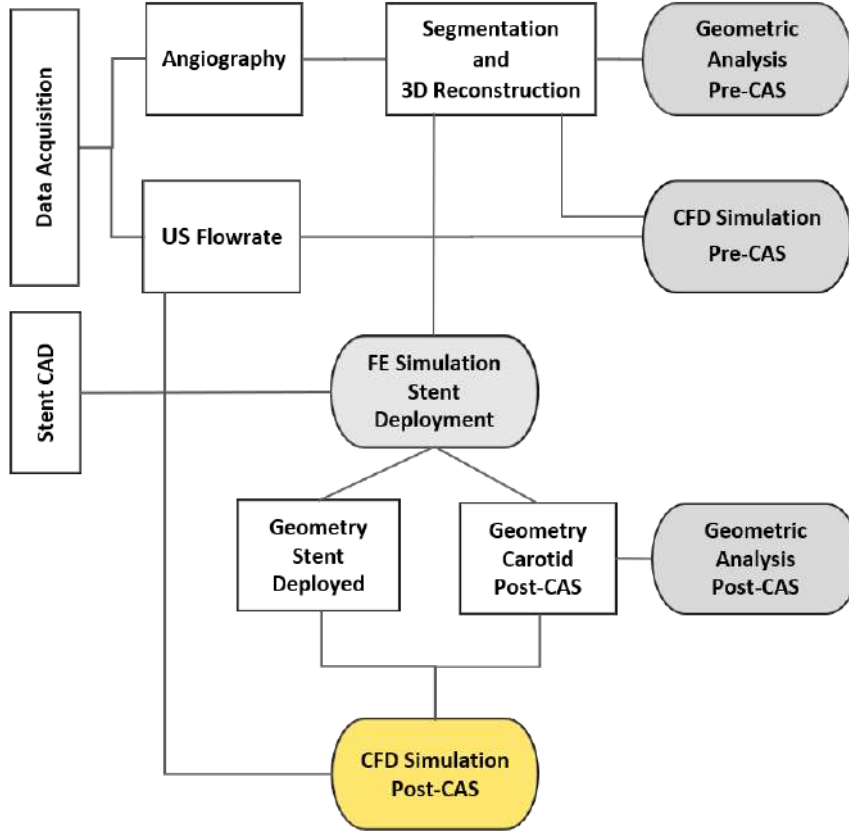 Data Acquisition
Angiography
Segmentation
and
3D Reconstruction
Geometric
Analysis
Pre-CAS
US Flowrate
CFD Simulation
Pre-CAS
Stent CAD
FE Simulation
Stent
Deployment
Geometry
Stent
Deployed
Geometry
Carotid
Post-CAS
Geometric
Analysis
Post-CAS
CFD Simulation
Post-CAS